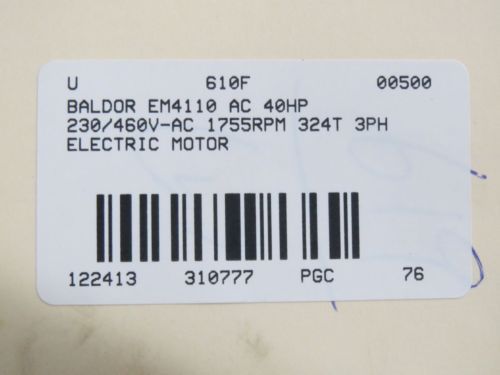 U 610F 00500
BALDOR EM4110 AC 40HP
230/460V-AC 1755RPM 324T 3PH
ELECTRIC MOTOR
122413 310777 PGC 76